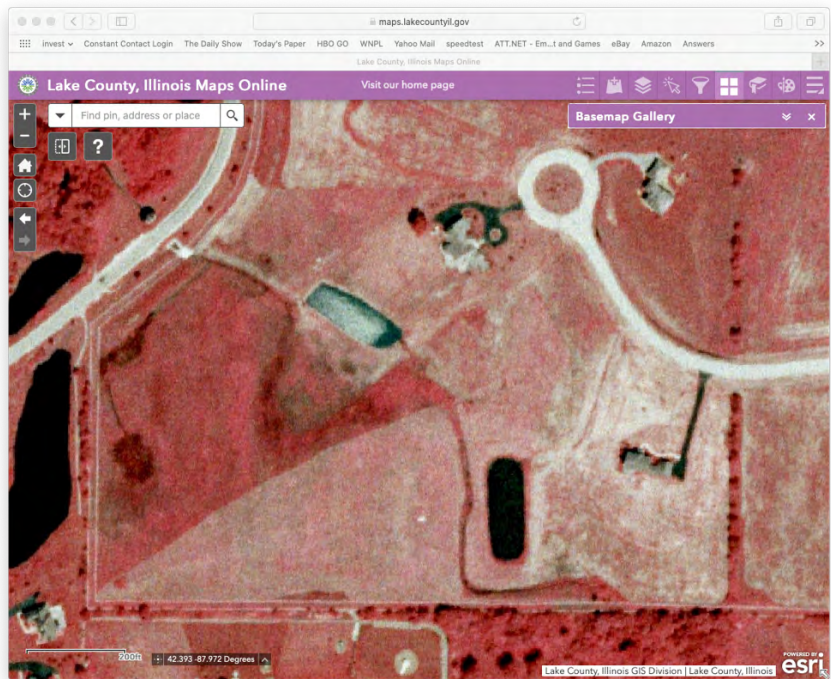 maps.lakecountyil.gov
invest Constant Contact Login The Daily Show Today's Paper HBO GO WNPL Yahoo Mail speedtest ATT.NET - Em...t and Games eBay Amazon Answers >>
Lake County, Illinois Maps Online +
Lake County, Illinois Maps Online Visit our home page
+ Find pin, address or place Basemap Gallery
−
?
200ft 42.393 -87.972 Degrees
POWERED BY
esri
Lake County, Illinois GIS Division | Lake County, Illinois